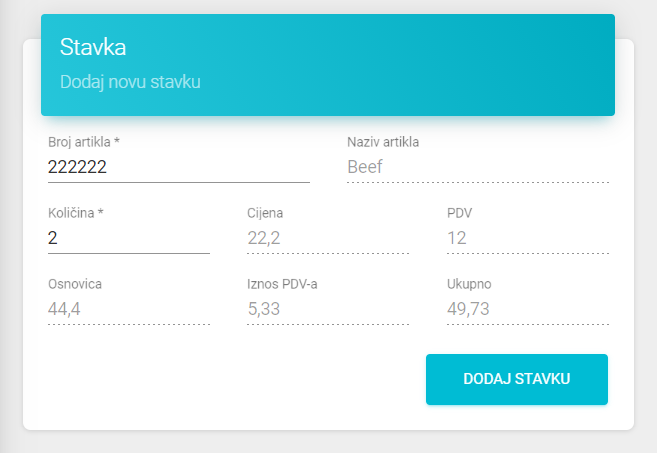 Stavka
Dodaj novu stavku
Broj artikla * Naziv artikla
222222 Beef
Količina * Cijena PDV
2 22,2 12
Osnovica Iznos PDV-a Ukupno
44,4 5,33 49,73
DODAJ STAVKU